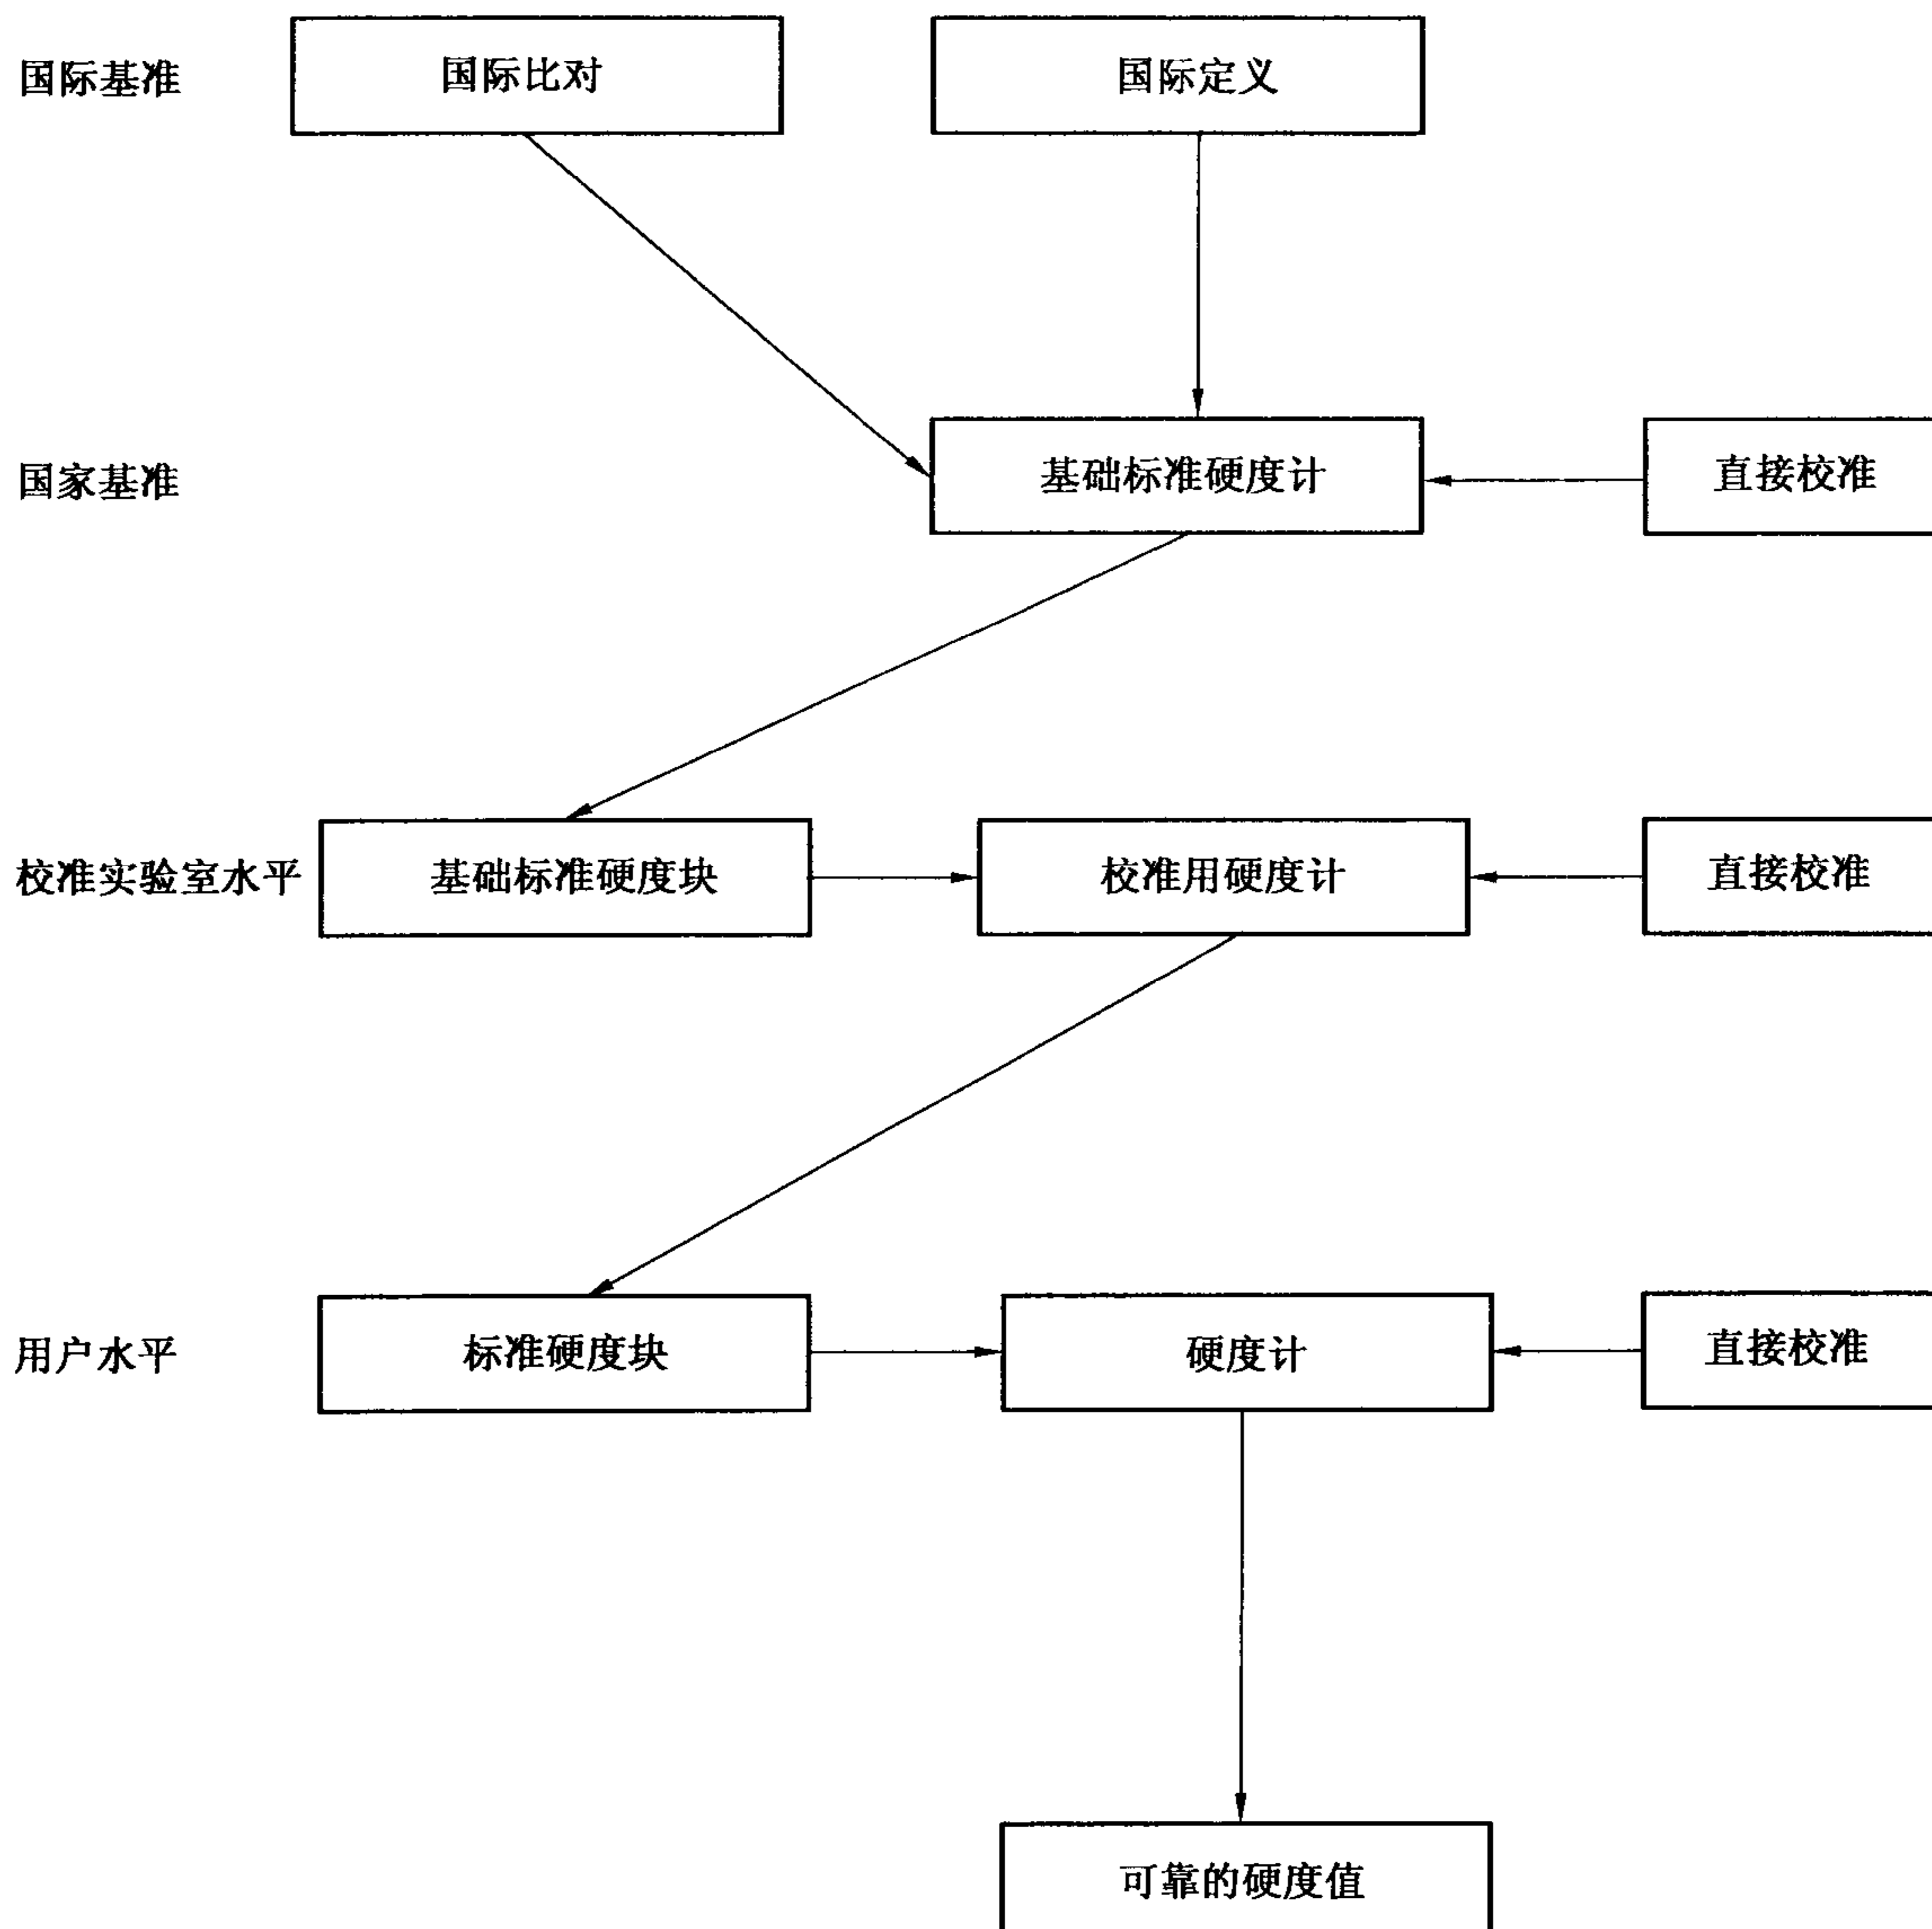 国际基准
国际比对
国际定义
国家基准
基础标准硬度计
直接校准
校准实验室水平
基础标准硬度块
校准用硬度计
直接校准
用户水平
标准硬度块
硬度计
直接校准
可靠的硬度值